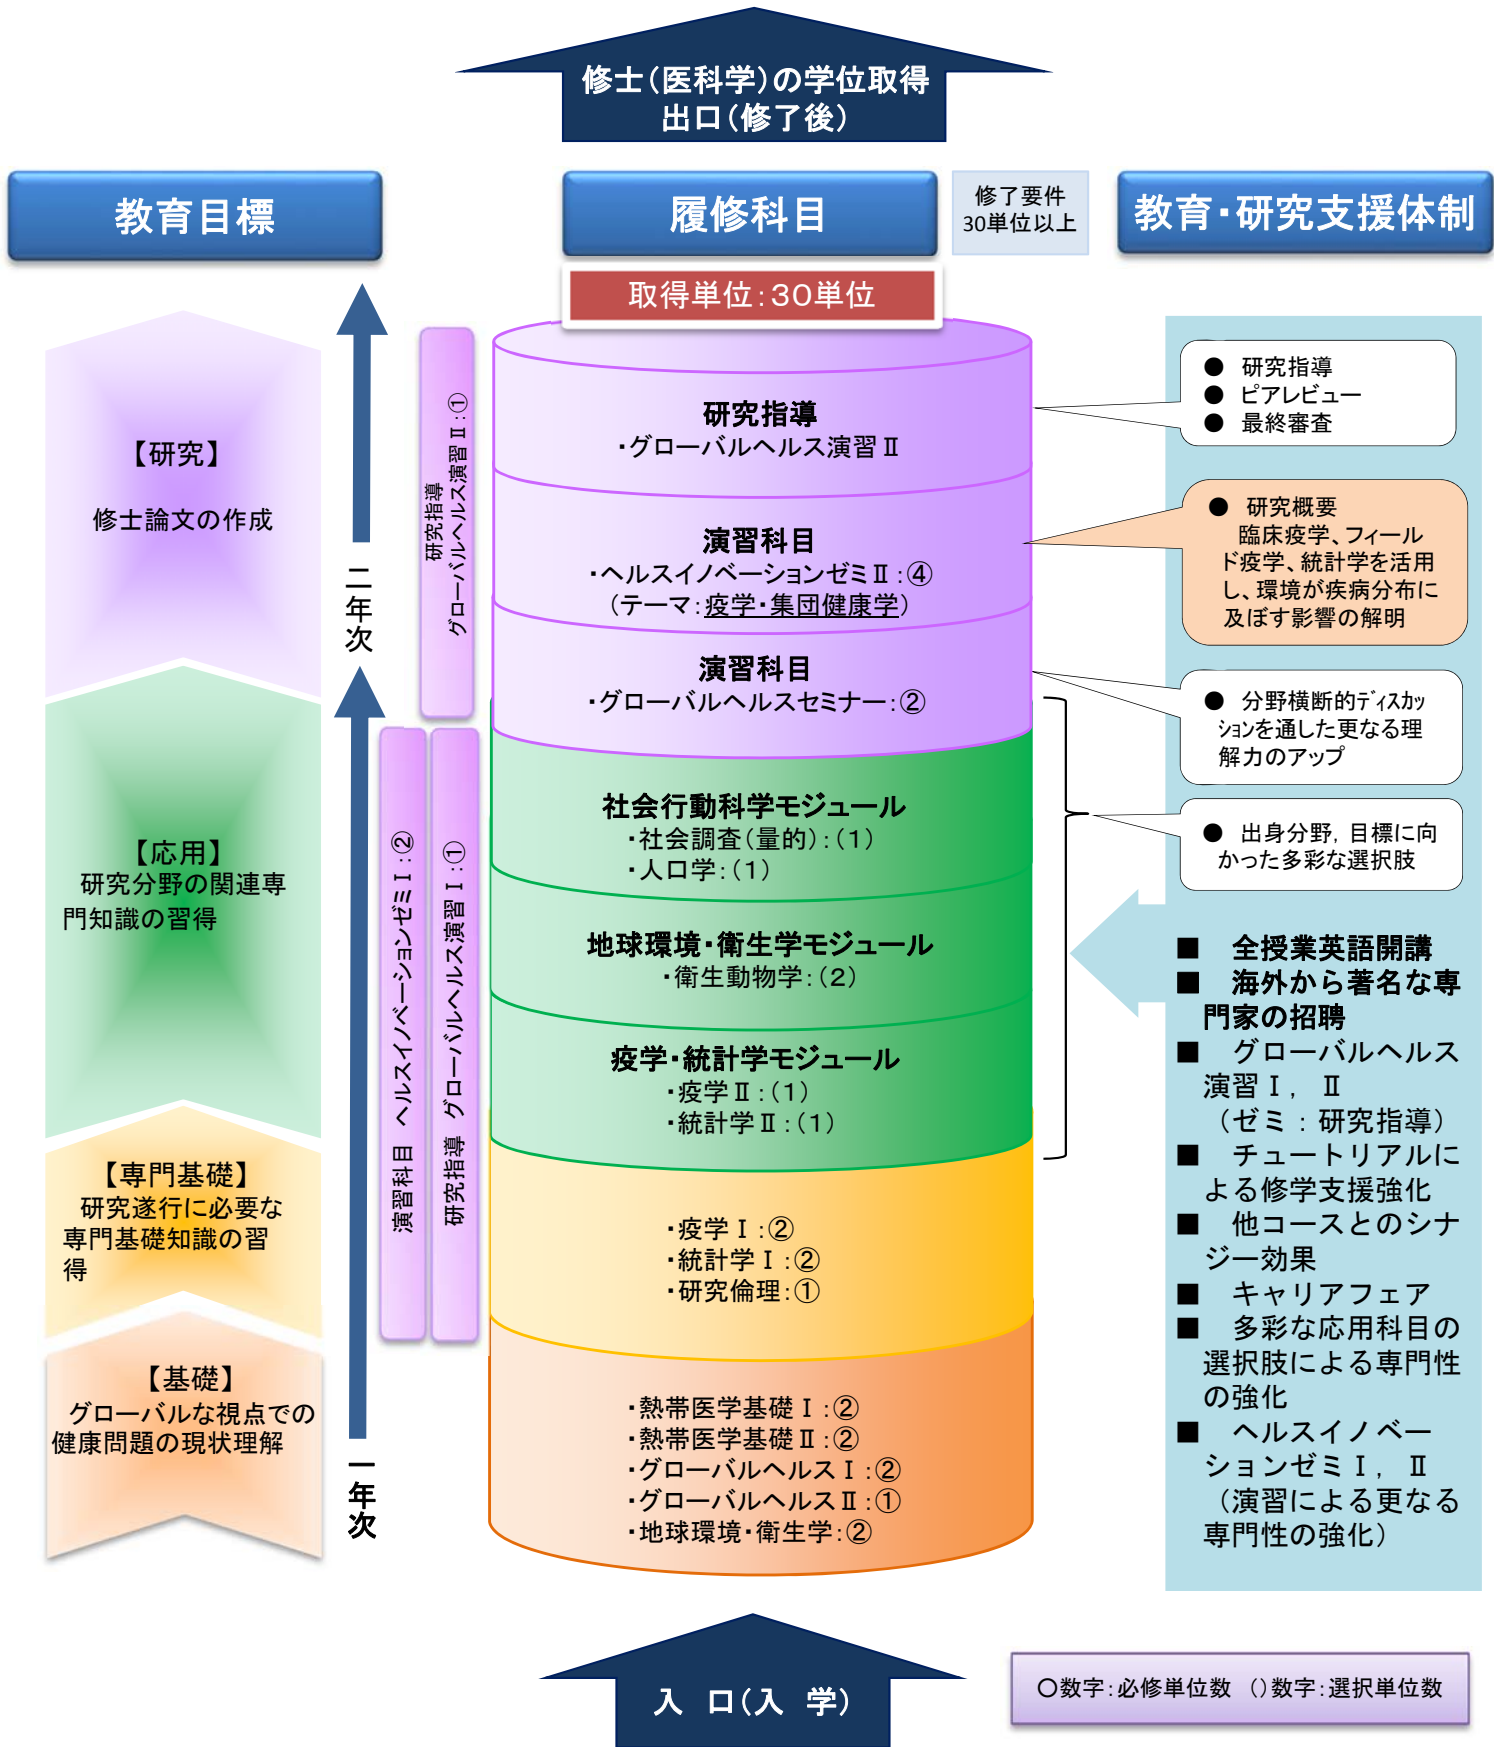 修士(医科学)の学位取得
出口(修了後)
教育目標
履修科目
修了要件
30単位以上
教育・研究支援体制
取得単位:30単位
【研究】
修士論文の作成
【応用】
研究分野の関連専
門知識の習得
【専門基礎】
研究遂行に必要な
専門基礎知識の習
得
【基礎】
グローバルな視点での
健康問題の現状理解
二年次
一年次
研究指導
グローバルヘルス演習Ⅱ:①
演習科目 ヘルスイノベーションゼミⅠ:②
研究指導 グローバルヘルス演習Ⅰ:①
研究指導
・グローバルヘルス演習Ⅱ
演習科目
・ヘルスイノベーションゼミⅡ:④
(テーマ:疫学・集団健康学)
演習科目
・グローバルヘルスセミナー:②
社会行動科学モジュール
・社会調査(量的):(1)
・人口学:(1)
地球環境・衛生学モジュール
・衛生動物学:(2)
疫学・統計学モジュール
・疫学Ⅱ:(1)
・統計学Ⅱ:(1)
・疫学Ⅰ:②
・統計学Ⅰ:②
・研究倫理:①
・熱帯医学基礎Ⅰ:②
・熱帯医学基礎Ⅱ:②
・グローバルヘルスⅠ:②
・グローバルヘルスⅡ:①
・地球環境・衛生学:②
● 研究指導
● ピアレビュー
● 最終審査
● 研究概要
臨床疫学、フィール
ド疫学、統計学を活用
し、環境が疾病分布に
及ぼす影響の解明
● 分野横断的ディスカッ
ションを通した更なる理
解力のアップ
● 出身分野,目標に向
かった多彩な選択肢
■ 全授業英語開講
■ 海外から著名な専
門家の招聘
■ グローバルヘルス
演習Ⅰ,Ⅱ
(ゼミ:研究指導)
■ チュートリアルに
よる修学支援強化
■ 他コースとのシナ
ジー効果
■ キャリアフェア
■ 多彩な応用科目の
選択肢による専門性
の強化
■ ヘルスイノベー
ションゼミⅠ,Ⅱ
(演習による更なる
専門性の強化)
入 口(入 学)
○数字:必修単位数 ()数字:選択単位数